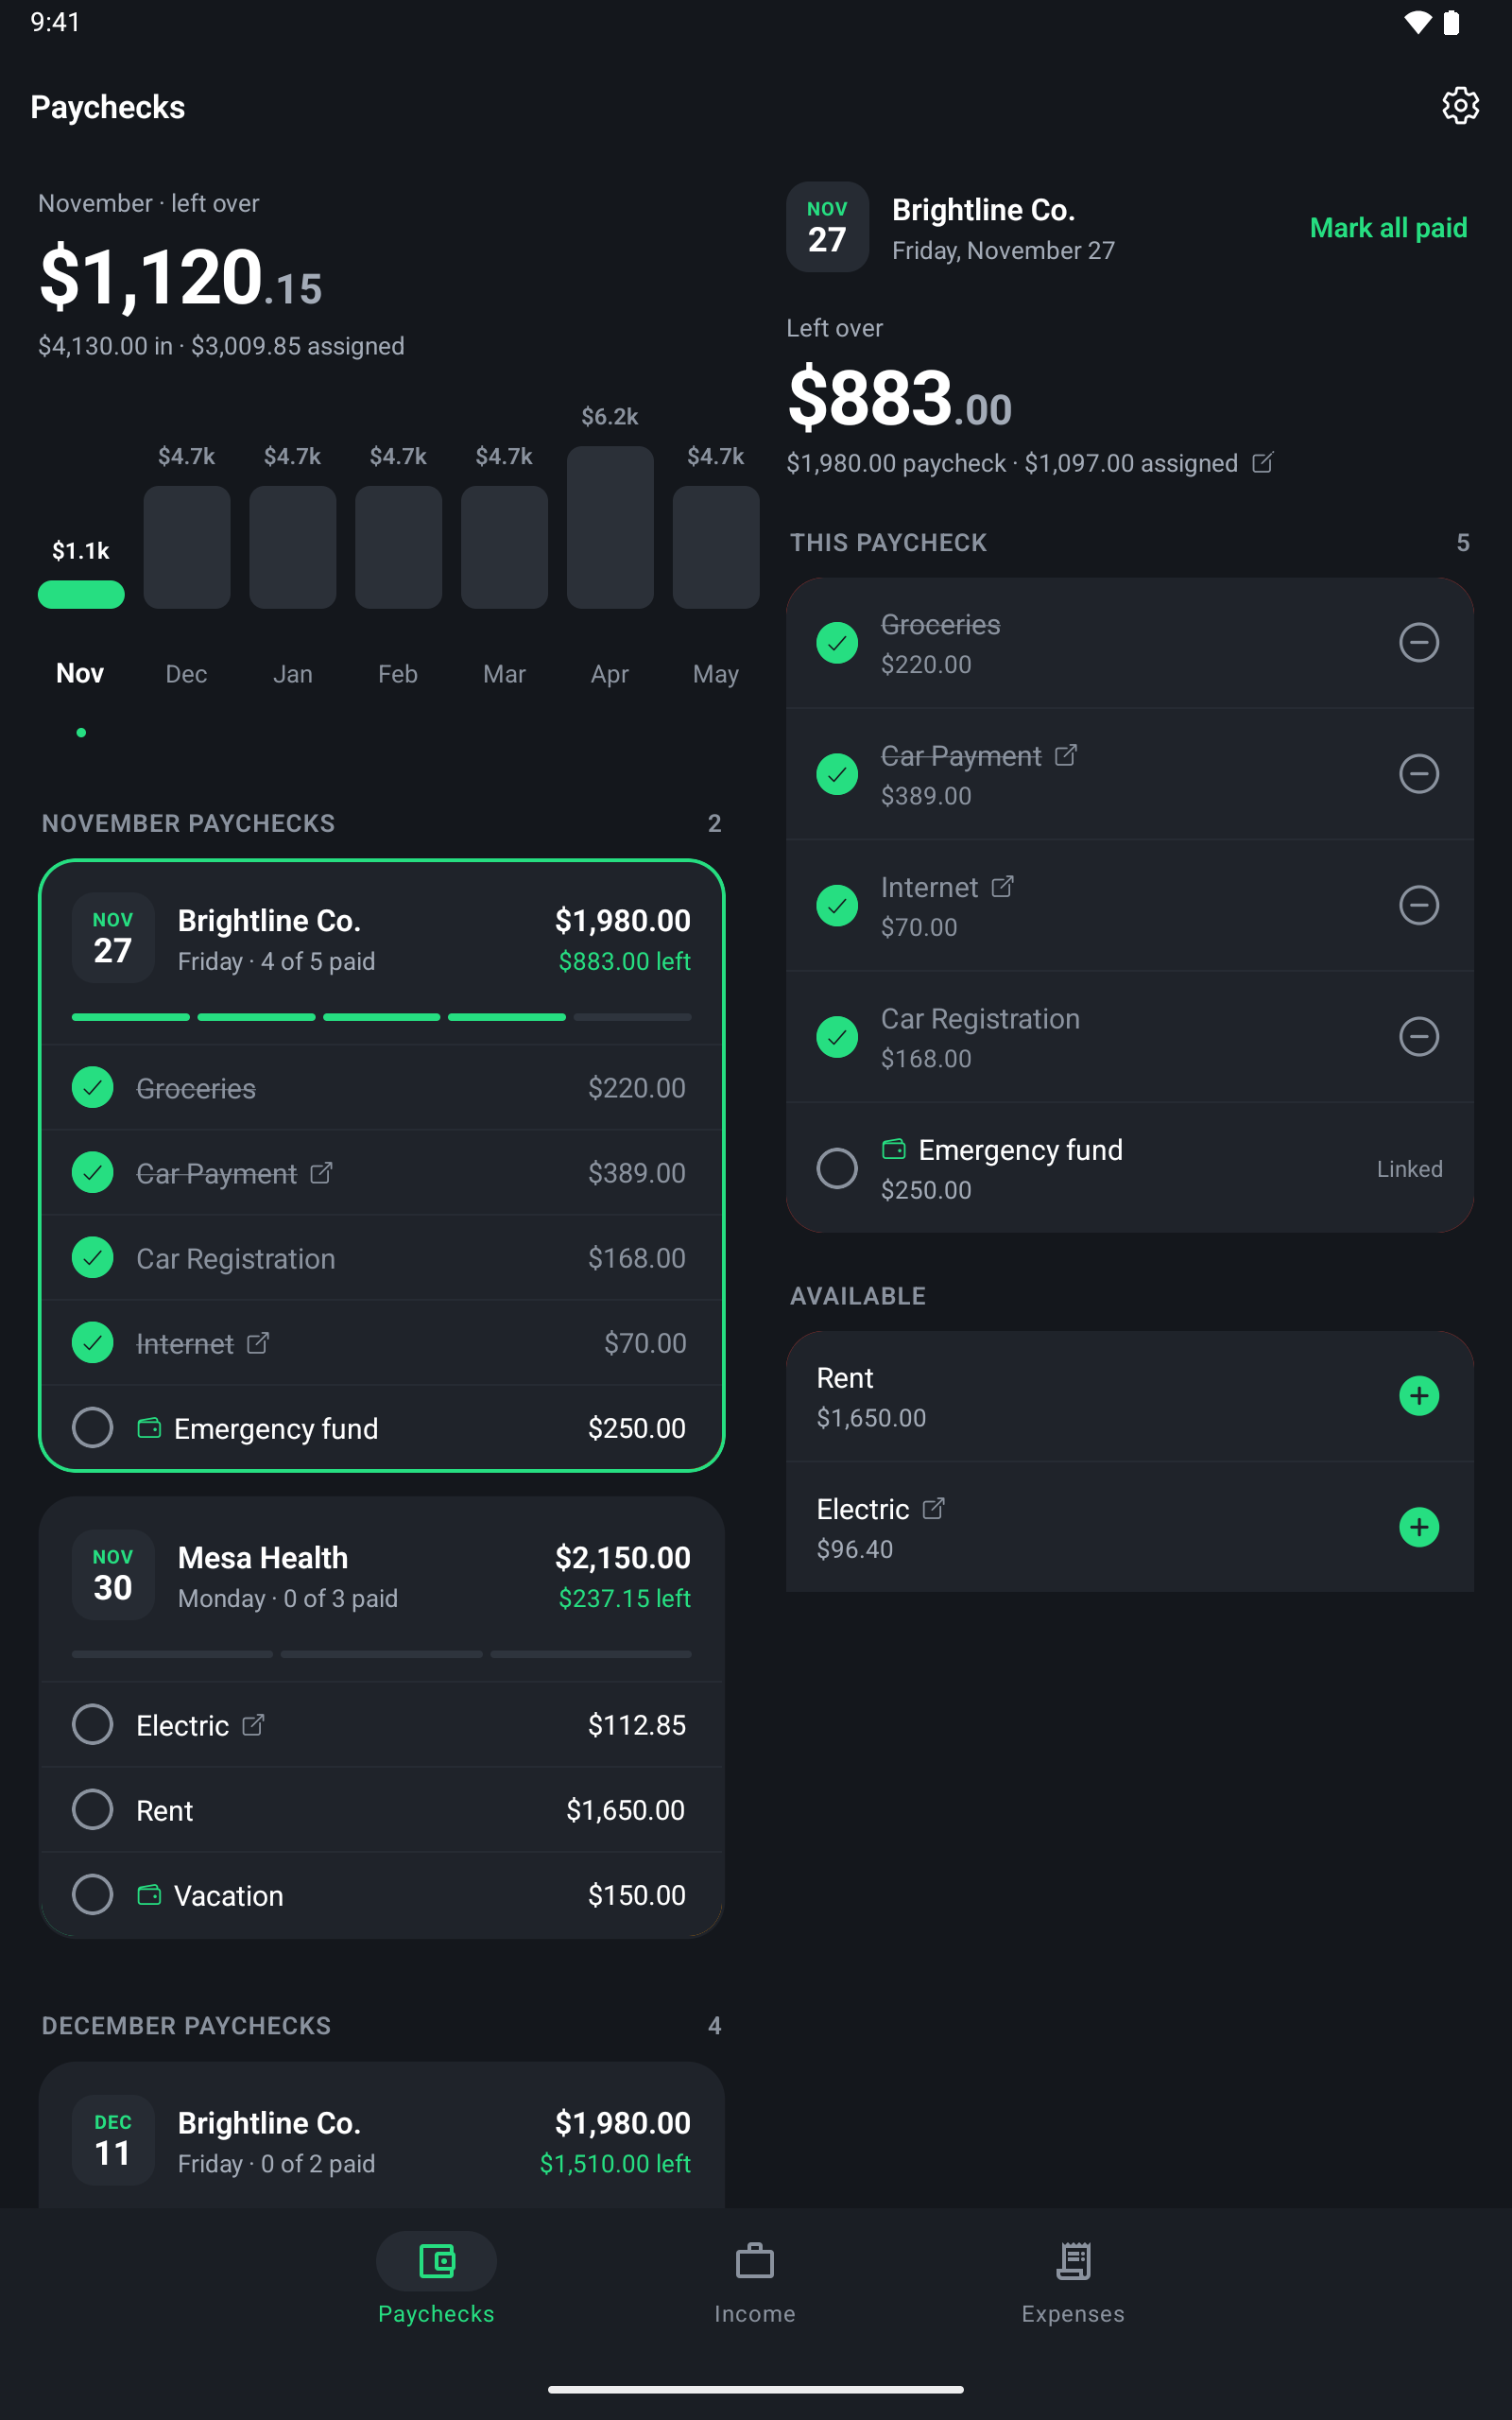 9:41
Paychecks
November · left over
$1,120.15
$4,130.00 in · $3,009.85 assigned
$1.1k
$4.7k
$4.7k
$4.7k
$4.7k
$6.2k
$4.7k
Nov
Dec
Jan
Feb
Mar
Apr
May
NOVEMBER PAYCHECKS 2
NOV
27
Brightline Co. $1,980.00
Friday · 4 of 5 paid $883.00 left
Groceries $220.00
Car Payment $389.00
Car Registration $168.00
Internet $70.00
Emergency fund $250.00
NOV
30
Mesa Health $2,150.00
Monday · 0 of 3 paid $237.15 left
Electric $112.85
Rent $1,650.00
Vacation $150.00
DECEMBER PAYCHECKS 4
DEC
11
Brightline Co. $1,980.00
Friday · 0 of 2 paid $1,510.00 left
NOV
27
Brightline Co.
Friday, November 27
Mark all paid
Left over
$883.00
$1,980.00 paycheck · $1,097.00 assigned
THIS PAYCHECK 5
Groceries
$220.00
Car Payment
$389.00
Internet
$70.00
Car Registration
$168.00
Emergency fund
$250.00
Linked
AVAILABLE
Rent
$1,650.00
Electric
$96.40
Paychecks
Income
Expenses